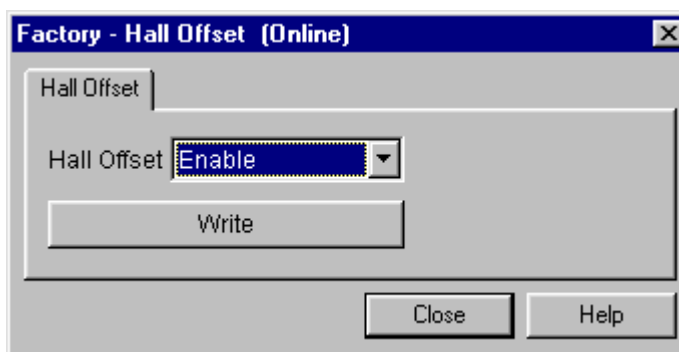 Factory - Hall Offset (Online)
Hall Offset
Hall Offset Enable
Write
Close Help